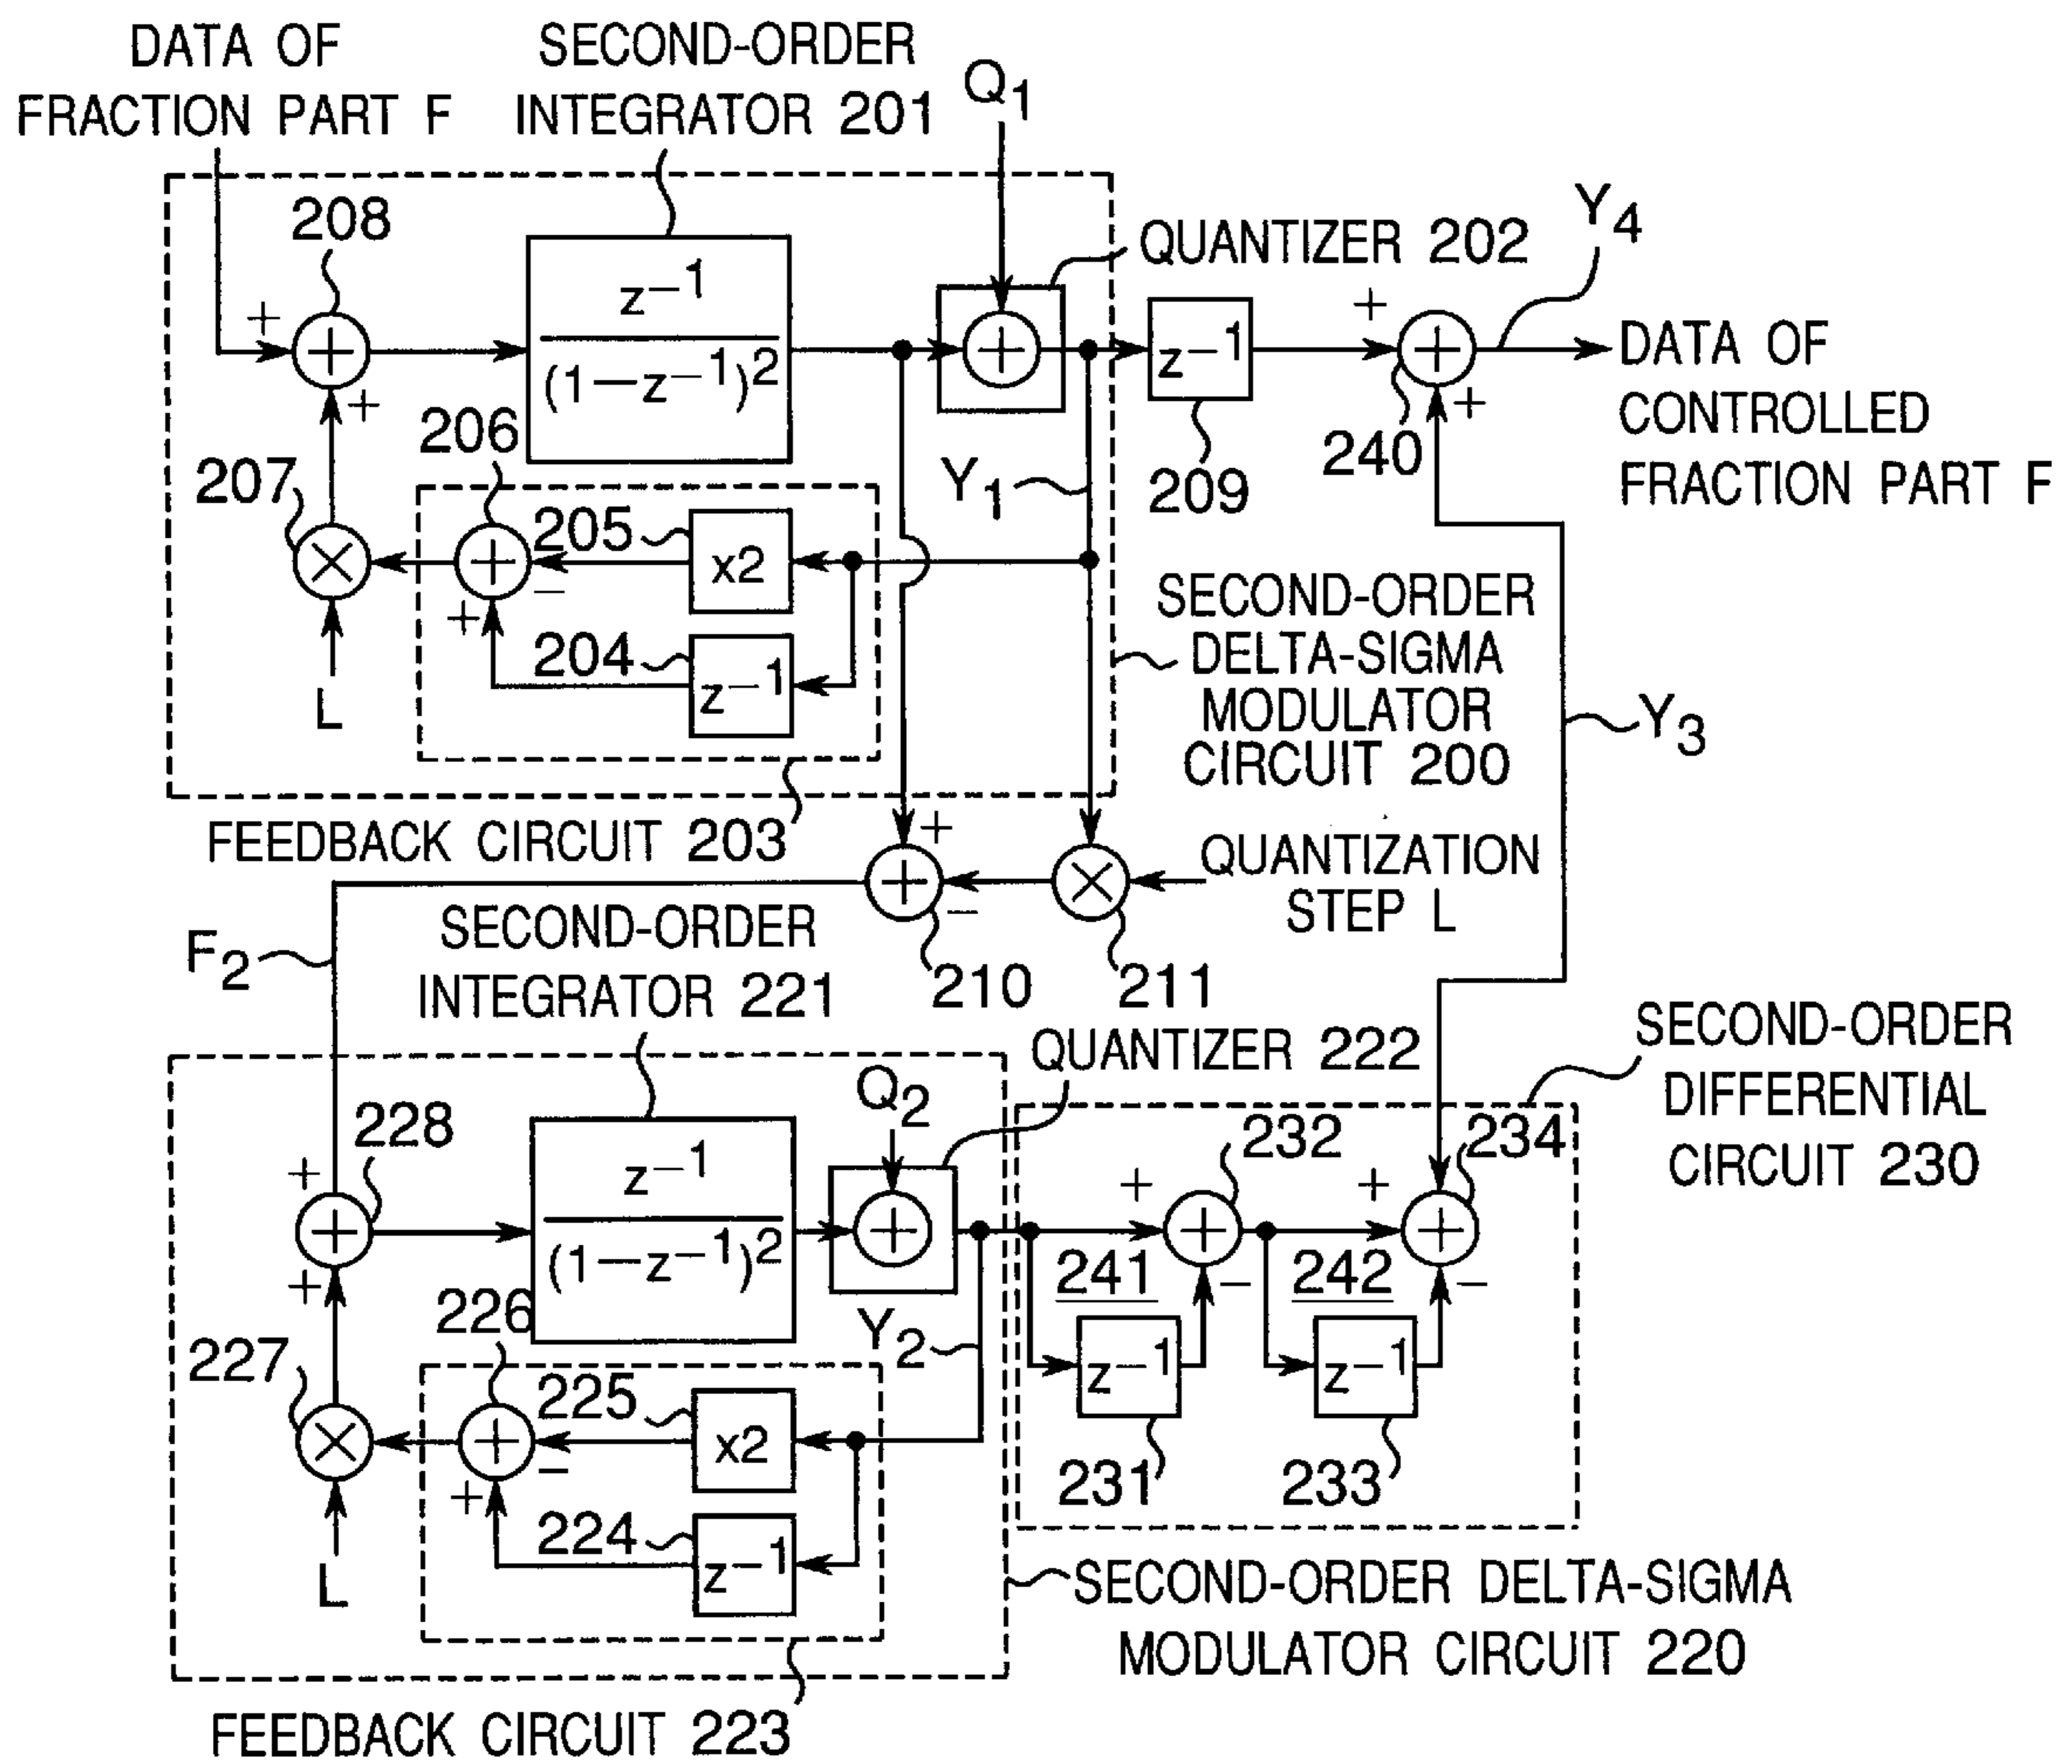 DATA OF
FRACTION PART F
SECOND-ORDER
INTEGRATOR 201
Q1
208
QUANTIZER 202
Y4
+
z−1
(1−z−1)2
+
+
+
z−1
+
+
+
DATA OF
CONTROLLED
FRACTION PART F
206
207
Y1
209
240
+
205
x2
−
+
204
z−1
L
SECOND-ORDER
DELTA-SIGMA
MODULATOR
CIRCUIT 200
Y3
FEEDBACK CIRCUIT 203
+
+
−
QUANTIZATION
STEP L
F2
SECOND-ORDER
INTEGRATOR 221
210
211
QUANTIZER 222
SECOND-ORDER
DIFFERENTIAL
CIRCUIT 230
228
Q2
232
234
+
+
+
z−1
(1−z−1)2
+
+
+
−
+
+
−
241
242
226
Y2
z−1
z−1
227
225
x2
+
−
+
231
233
224
z−1
L
SECOND-ORDER DELTA-SIGMA
MODULATOR CIRCUIT 220
FEEDBACK CIRCUIT 223